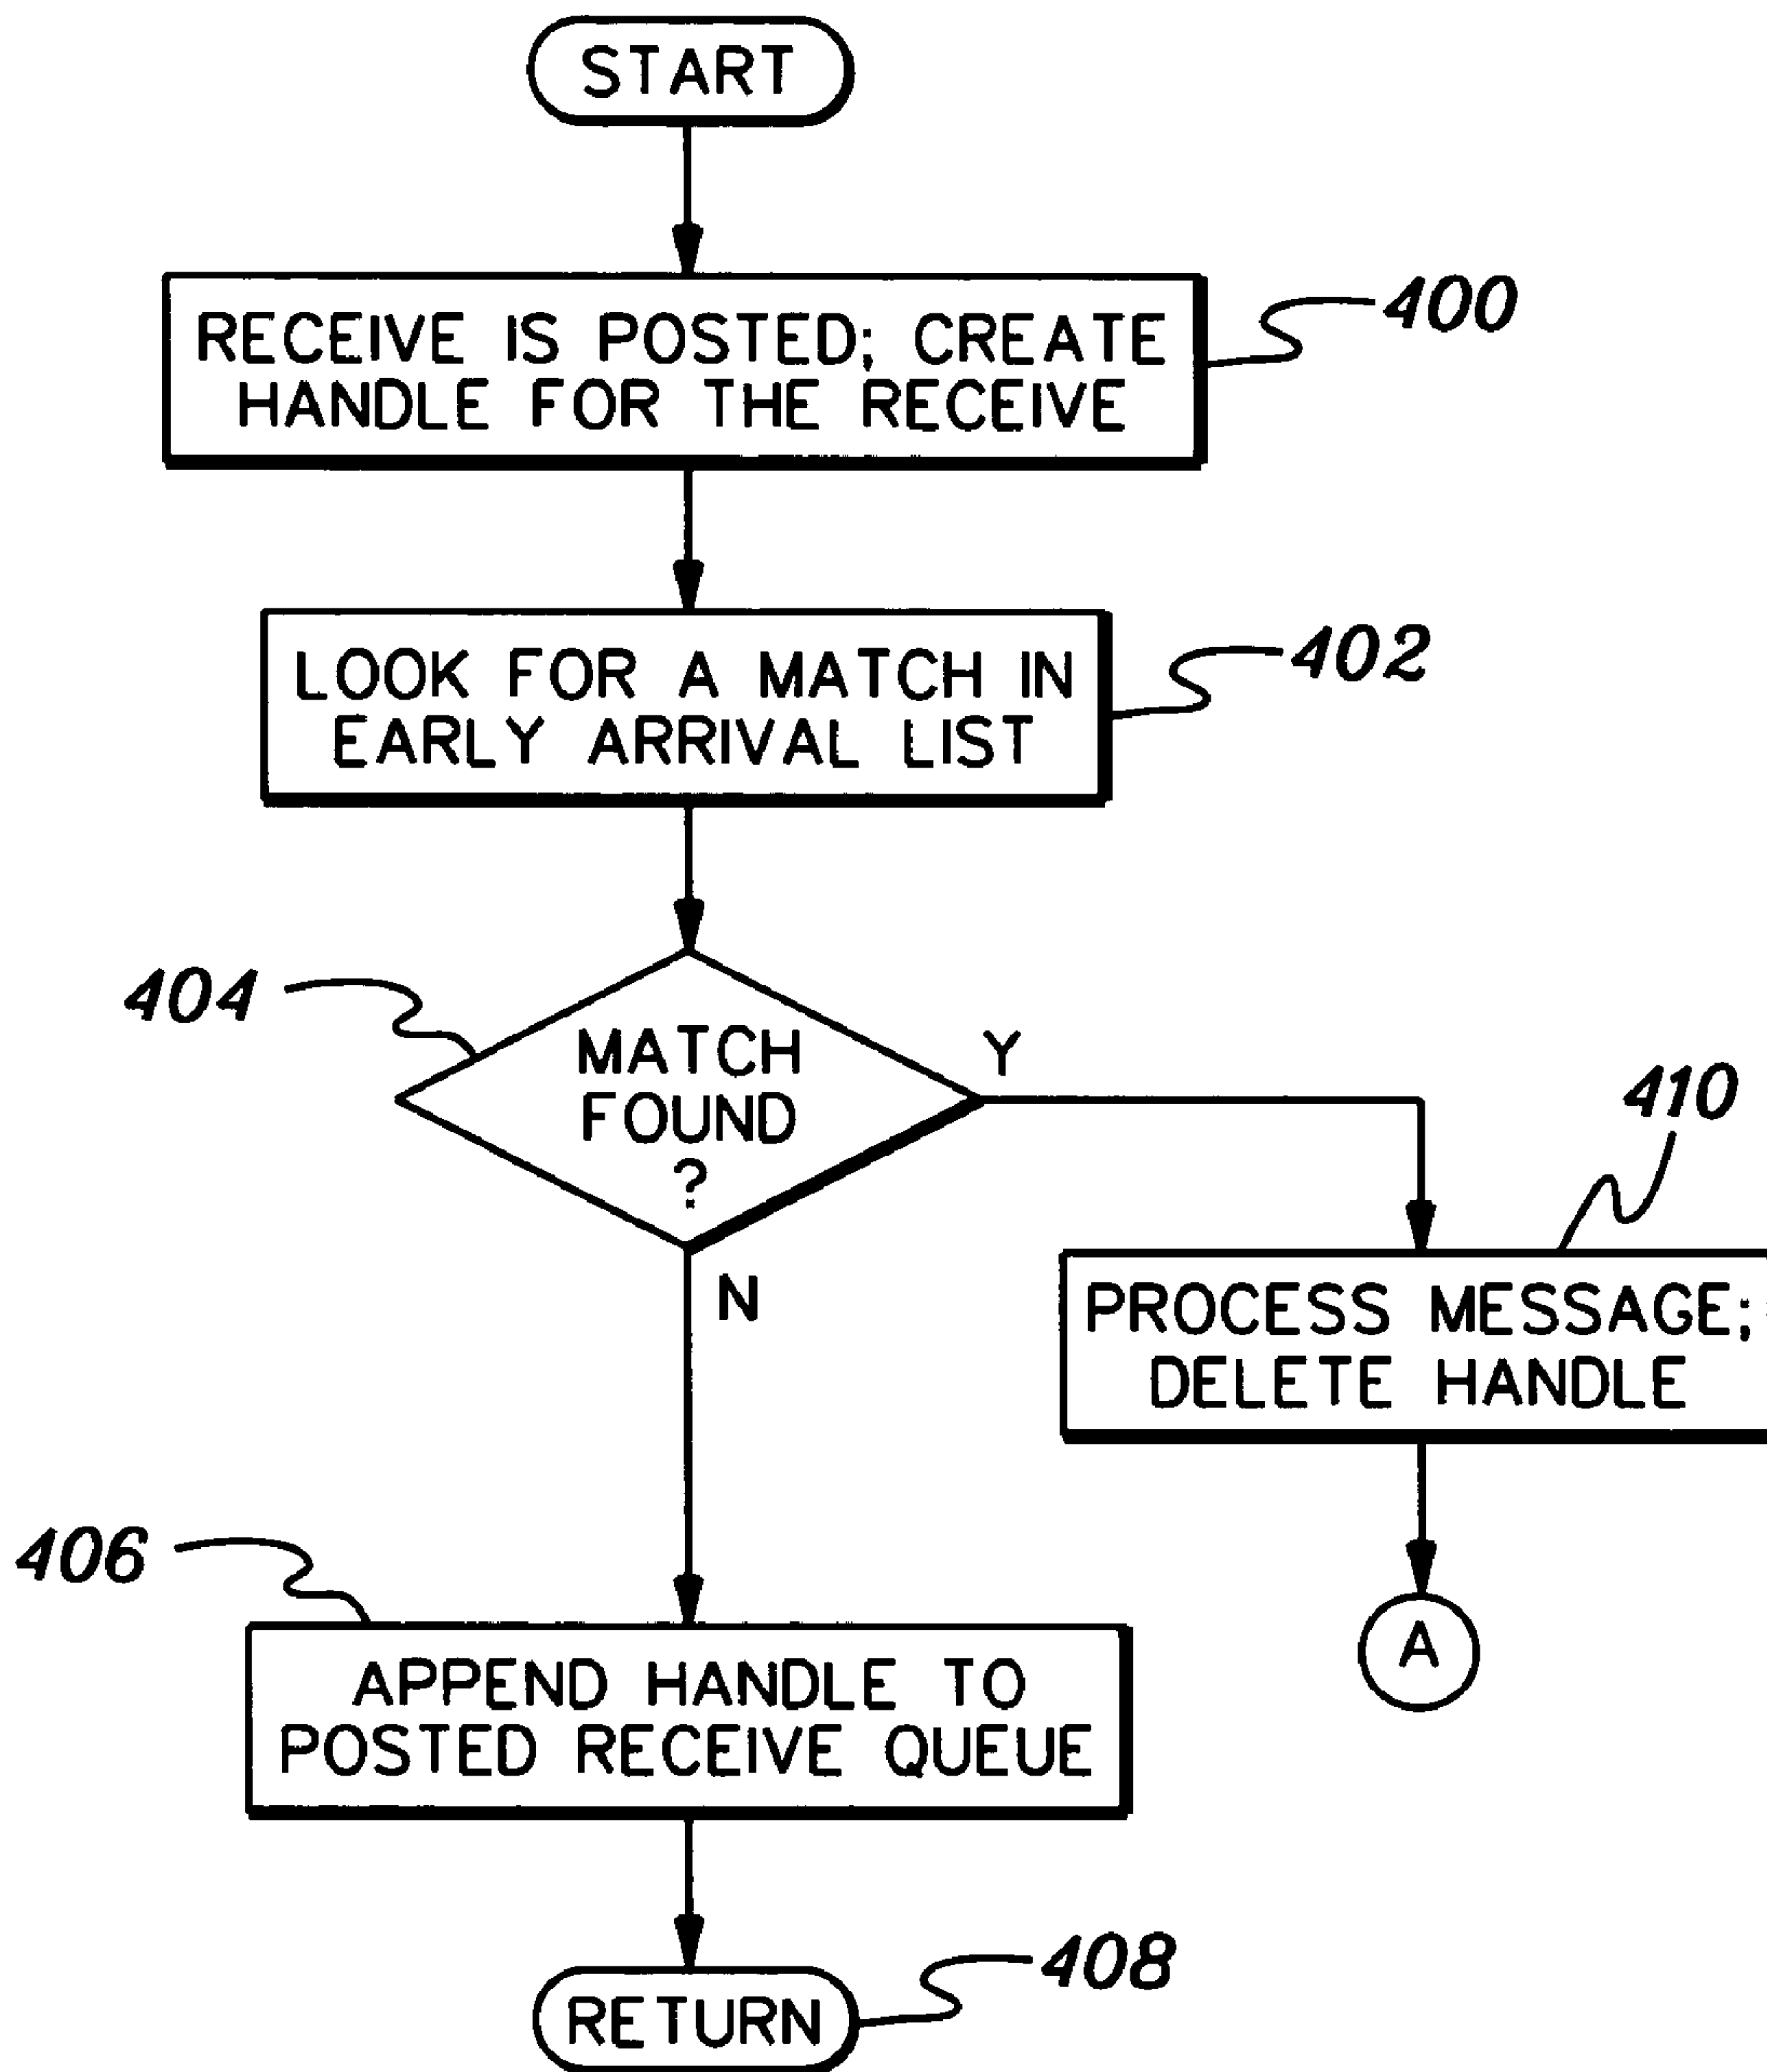 START
RECEIVE IS POSTED; CREATE
HANDLE FOR THE RECEIVE
400
LOOK FOR A MATCH IN
EARLY ARRIVAL LIST
402
404
MATCH
FOUND
?
Y
N
410
PROCESS MESSAGE;
DELETE HANDLE
A
406
APPEND HANDLE TO
POSTED RECEIVE QUEUE
RETURN
408